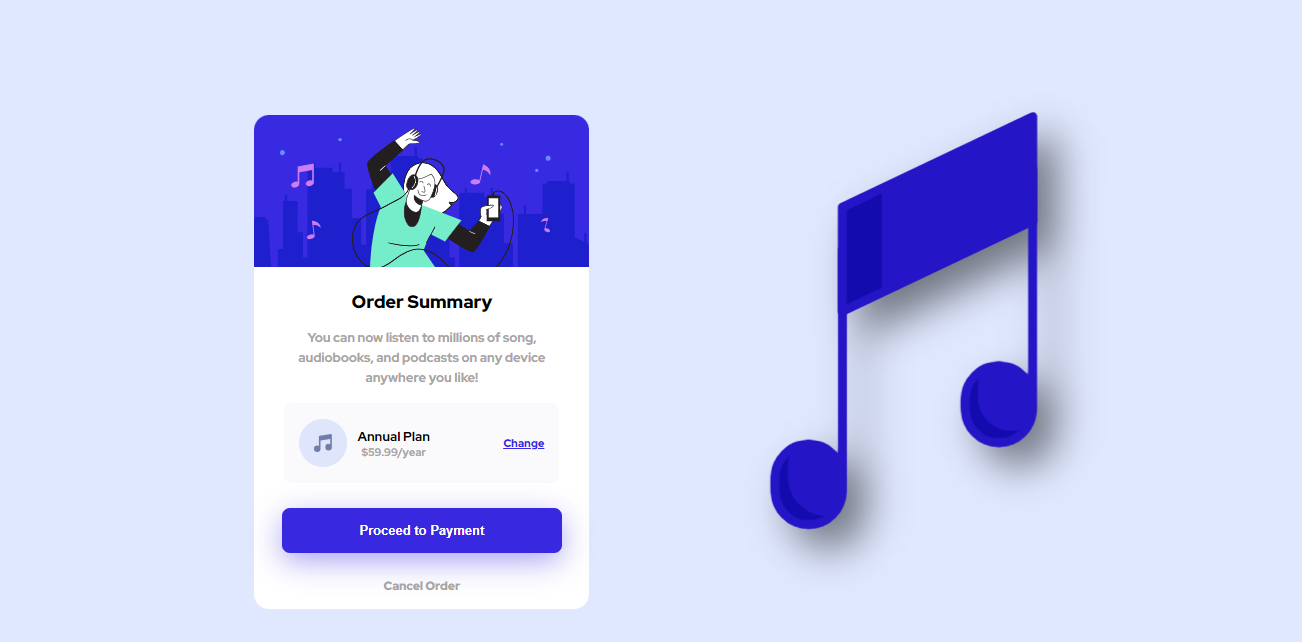 Order Summary
You can now listen to millions of song,
audiobooks, and podcasts on any device
anywhere you like!
Annual Plan
$59.99/year
Change
Proceed to Payment
Cancel Order